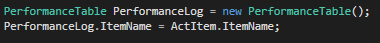 PerformanceTable PerformanceLog = new PerformanceTable();
PerformanceLog.ItemName = ActItem.ItemName;